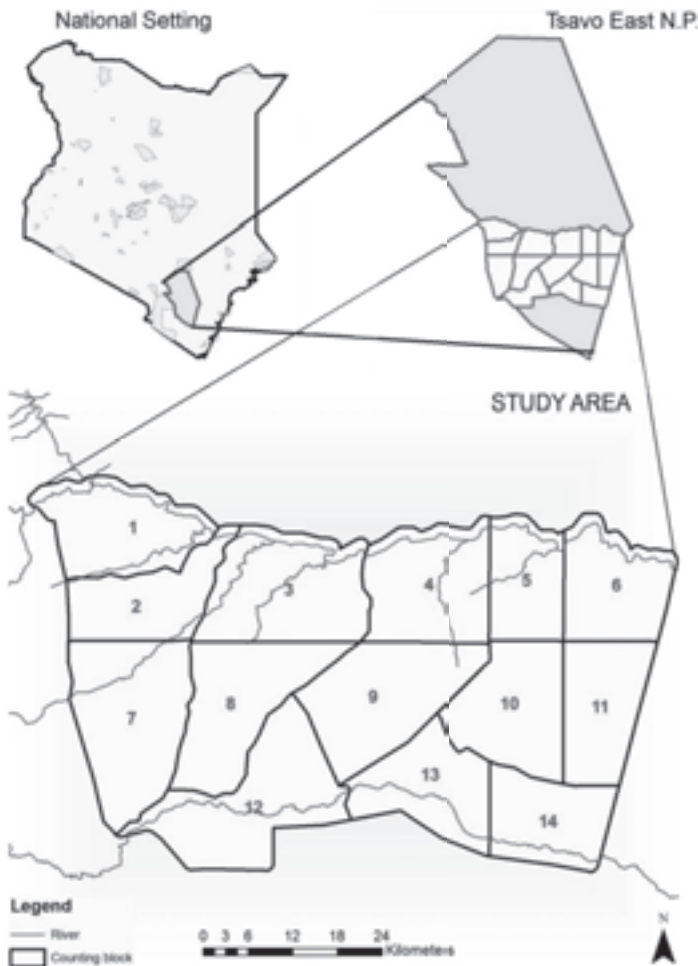 National Setting
Tsavo East N.P.
STUDY AREA
1
2
3
4
5
6
7
8
9
10
11
12
13
14
Legend
River
Counting block
0 3 6 12 18 24
Kilometers
N